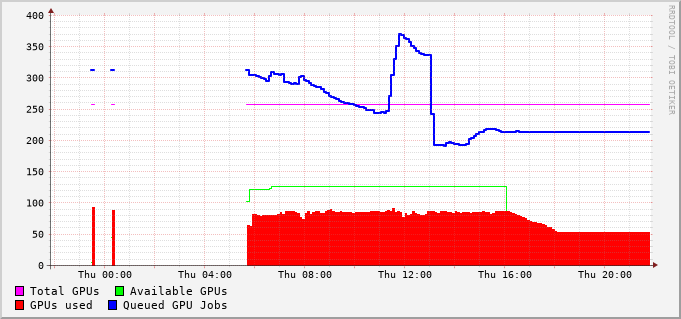 400
350
300
250
200
150
100
50
0
Thu 00:00 Thu 04:00 Thu 08:00 Thu 12:00 Thu 16:00 Thu 20:00
Total GPUs Available GPUs
GPUs used Queued GPU Jobs
RRDTOOL / TOBI OETIKER